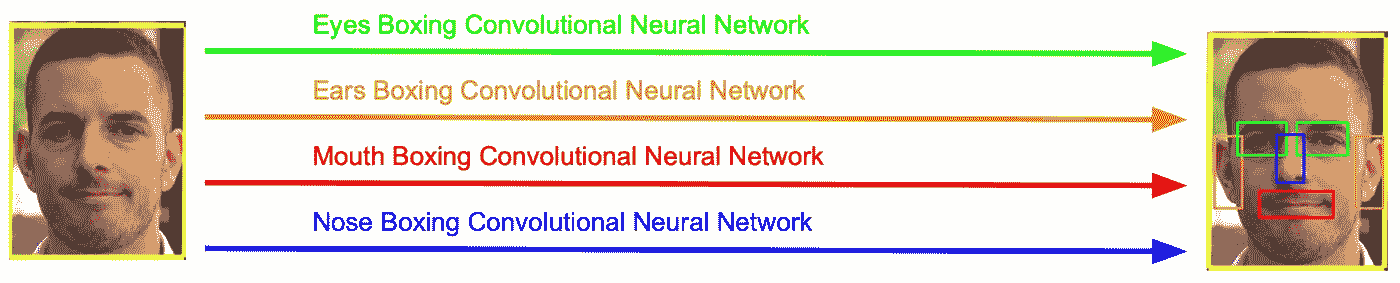 Eyes Boxing Convolutional Neural Network
Ears Boxing Convolutional Neural Network
Mouth Boxing Convolutional Neural Network
Nose Boxing Convolutional Neural Network